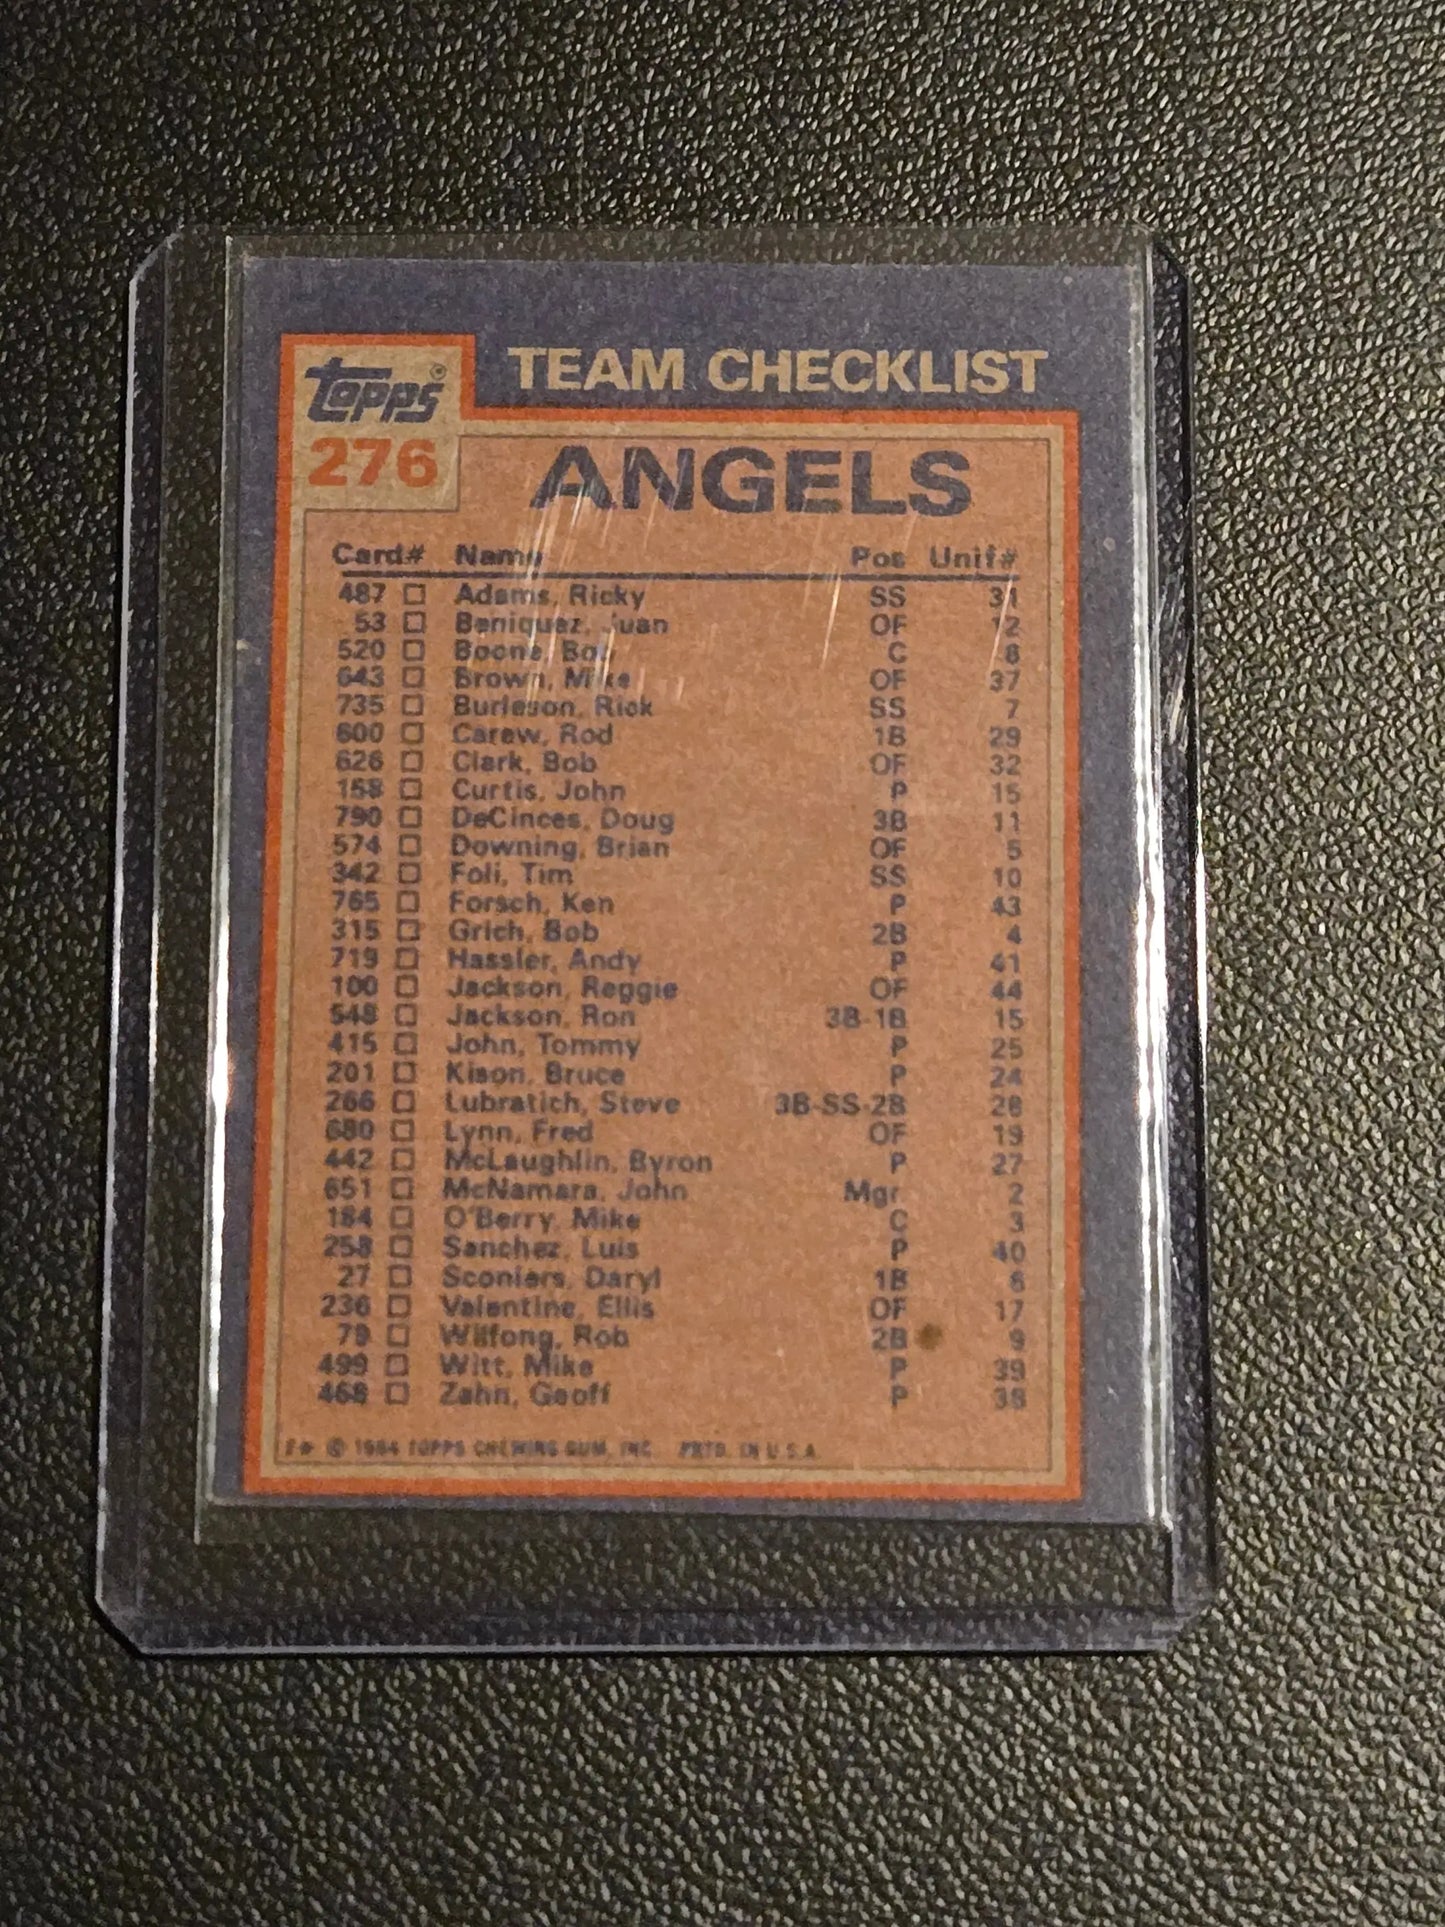 topps®
276
TEAM CHECKLIST
ANGELS
Card# Name Pos Unif#
487 □ Adams, Ricky SS 31
53 □ Beniquez, Juan OF 12
520 □ Boone, Bob C 8
643 □ Brown, Mike OF 37
735 □ Burleson, Rick SS 7
600 □ Carew, Rod 1B 29
626 □ Clark, Bob OF 32
158 □ Curtis, John P 15
790 □ DeCinces, Doug 3B 11
574 □ Downing, Brian OF 5
342 □ Foli, Tim SS 10
765 □ Forsch, Ken P 43
315 □ Grich, Bob 2B 4
719 □ Hassler, Andy P 41
100 □ Jackson, Reggie OF 44
548 □ Jackson, Ron 3B-1B 15
415 □ John, Tommy P 25
201 □ Kison, Bruce P 24
266 □ Lubratich, Steve 3B-SS-2B 28
680 □ Lynn, Fred OF 19
442 □ McLaughlin, Byron P 27
651 □ McNamara, John Mgr. 2
184 □ O'Berry, Mike C 3
258 □ Sanchez, Luis P 40
27 □ Sconiers, Daryl 1B 6
236 □ Valentine, Ellis OF 17
79 □ Wilfong, Rob 2B 9
499 □ Witt, Mike P 39
468 □ Zahn, Geoff P 38
© 1984 TOPPS CHEWING GUM, INC. PRTD. IN U.S.A.